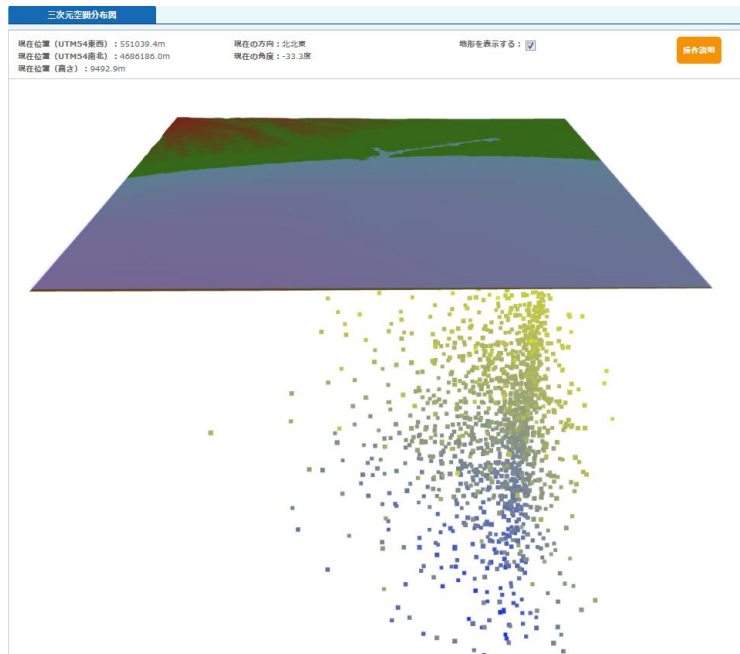 三次元空間分布図
現在位置(UTM54東西):551039.4m
現在の方向:北北東
地形を表示する:
操作説明
現在位置(UTM54南北):4686186.0m
現在の角度:-33.3度
現在位置(高さ):9492.9m